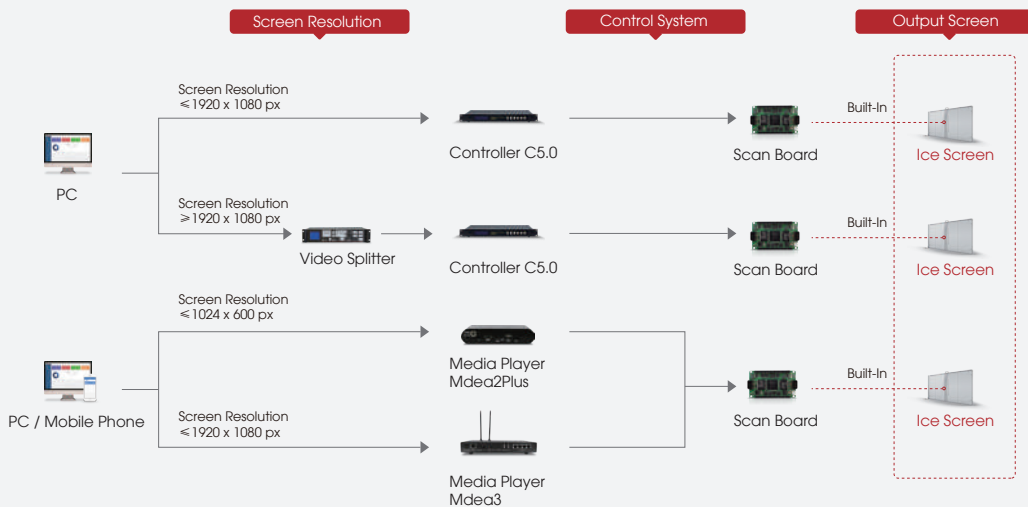 Screen Resolution
Control System
Output Screen
Screen Resolution
≤1920 x 1080 px
PC
Controller C5.0
Scan Board
Built-In
Ice Screen
Screen Resolution
≥1920 x 1080 px
Video Splitter
Controller C5.0
Scan Board
Built-In
Ice Screen
Screen Resolution
≤1024 x 600 px
PC / Mobile Phone
Media Player
Mdea2Plus
Screen Resolution
≤1920 x 1080 px
Media Player
Mdea3
Scan Board
Built-In
Ice Screen